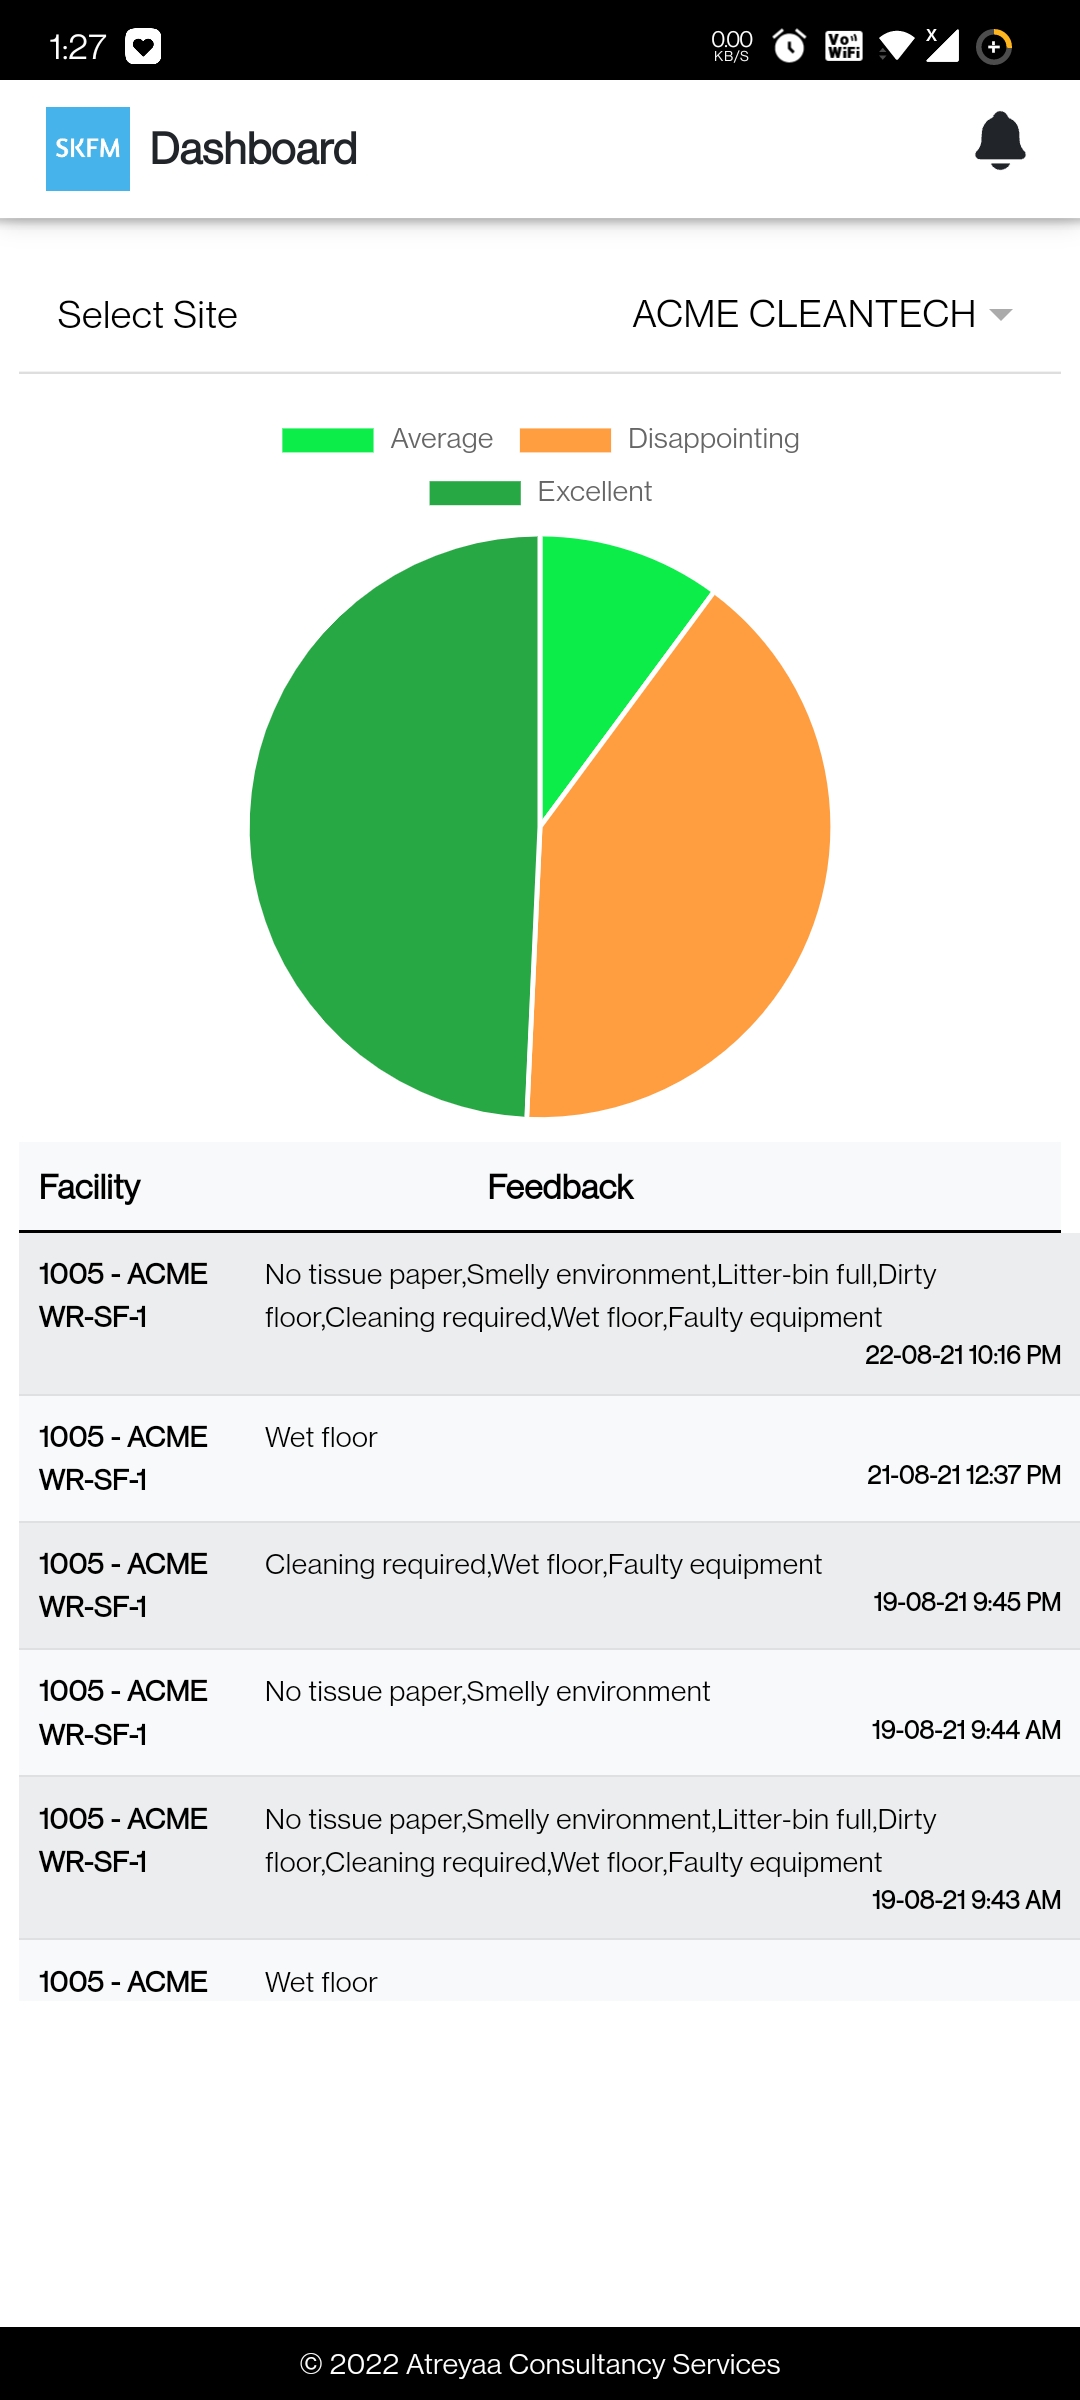 1:27
0.00
KB/S
Vo
WiFi
X
SKFM
Dashboard
Select Site
ACME CLEANTECH
Average
Disappointing
Excellent
Facility
Feedback
1005 - ACME
WR-SF-1
No tissue paper,Smelly environment,Litter-bin full,Dirty
floor,Cleaning required,Wet floor,Faulty equipment
22-08-21 10:16 PM
1005 - ACME
WR-SF-1
Wet floor
21-08-21 12:37 PM
1005 - ACME
WR-SF-1
Cleaning required,Wet floor,Faulty equipment
19-08-21 9:45 PM
1005 - ACME
WR-SF-1
No tissue paper,Smelly environment
19-08-21 9:44 AM
1005 - ACME
WR-SF-1
No tissue paper,Smelly environment,Litter-bin full,Dirty
floor,Cleaning required,Wet floor,Faulty equipment
19-08-21 9:43 AM
1005 - ACME
Wet floor
© 2022 Atreyaa Consultancy Services